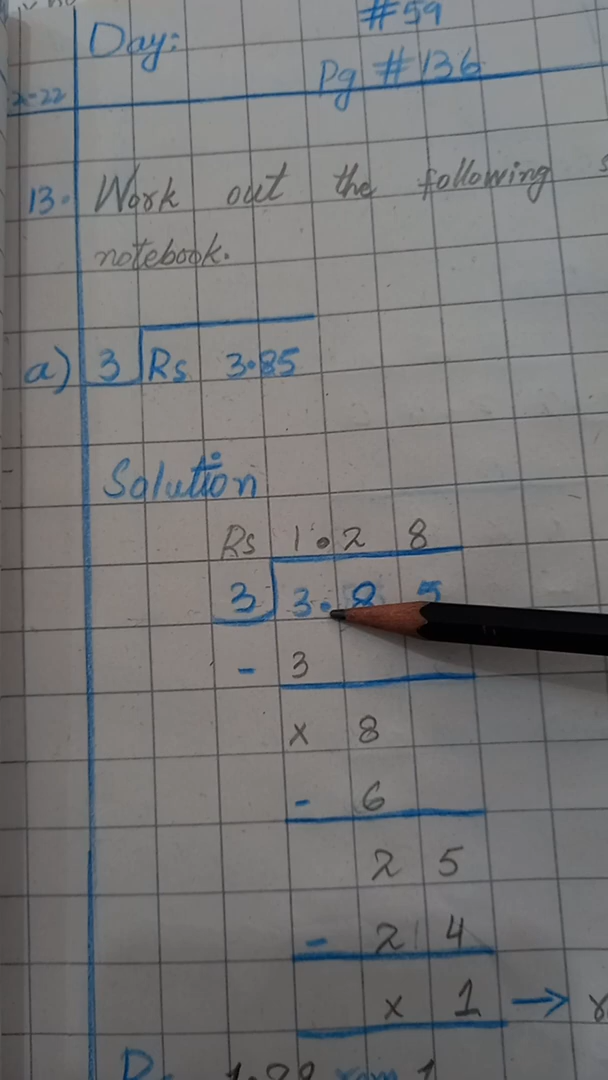 Day:
#59
Pg #136
13. Work out the following
notebook.
a) 3 Rs 3.85
Solution
Rs 1.28
3 3.85
- 3
x 8
- 6
25
- 24
x 1 →